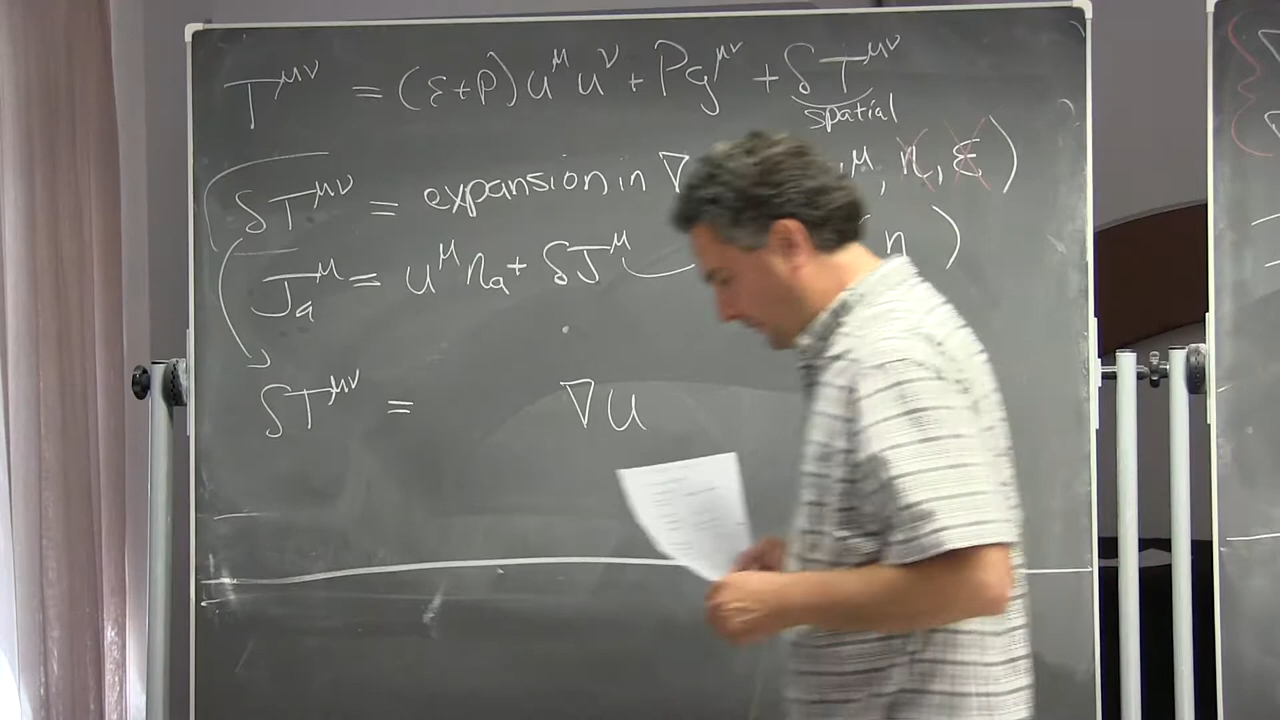 T^{μν} = (ε+P) u^μ u^ν + P g^{μν} + δT^{μν}
spatial
δT^{μν} = expansion in ∇ μ, n, ε )
J_a^μ = u^μ n_a + δJ^μ n )
δT^{μν} = ∇u